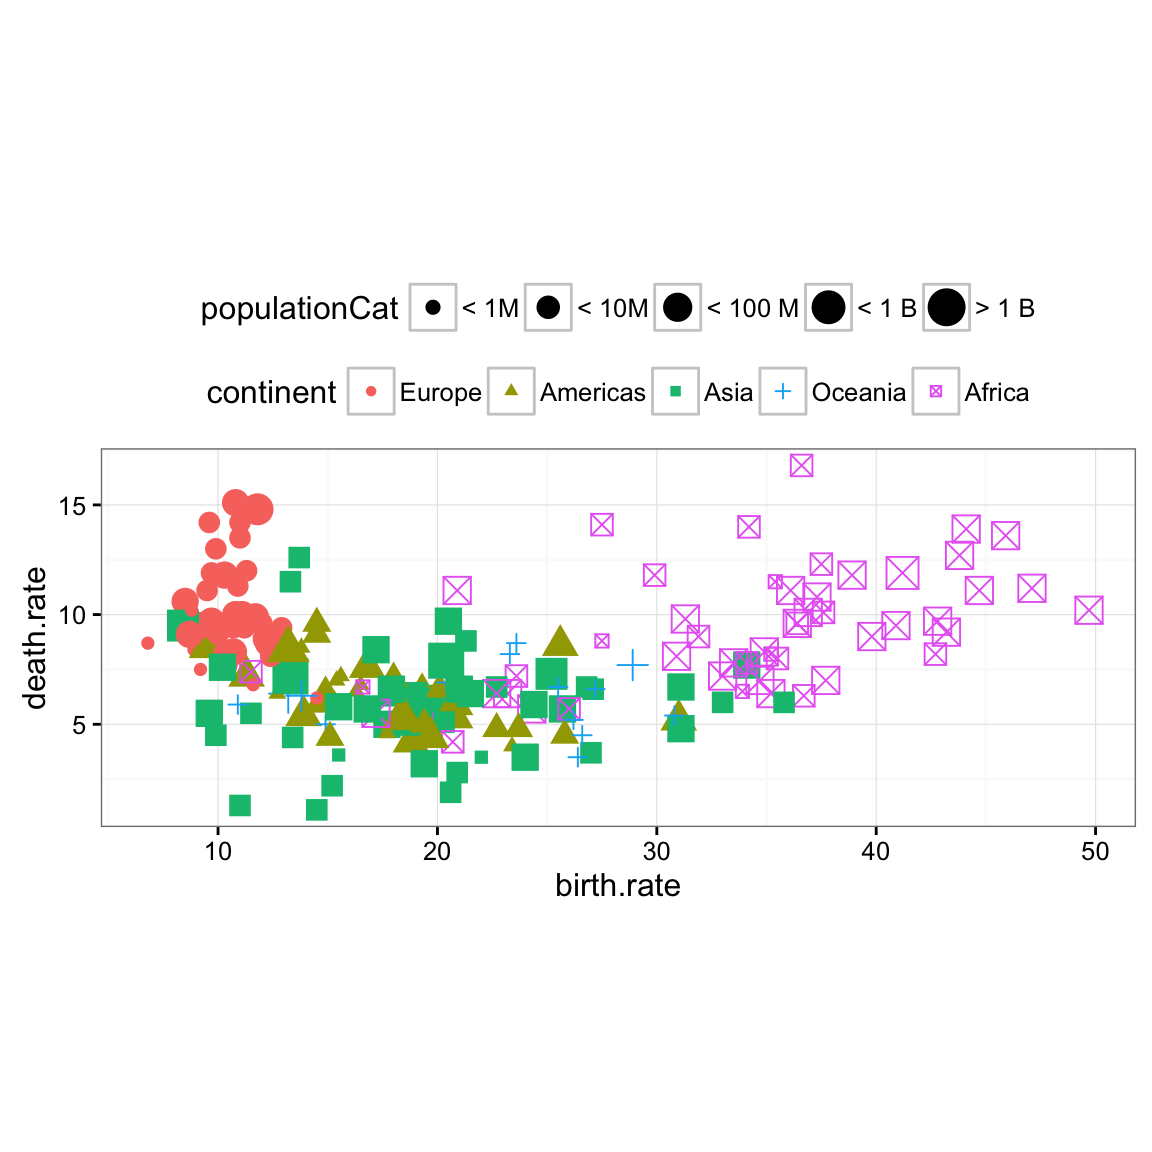 populationCat < 1M < 10M < 100 M < 1 B > 1 B
continent Europe Americas Asia Oceania Africa
15
10
5
death.rate
10 20 30 40 50
birth.rate